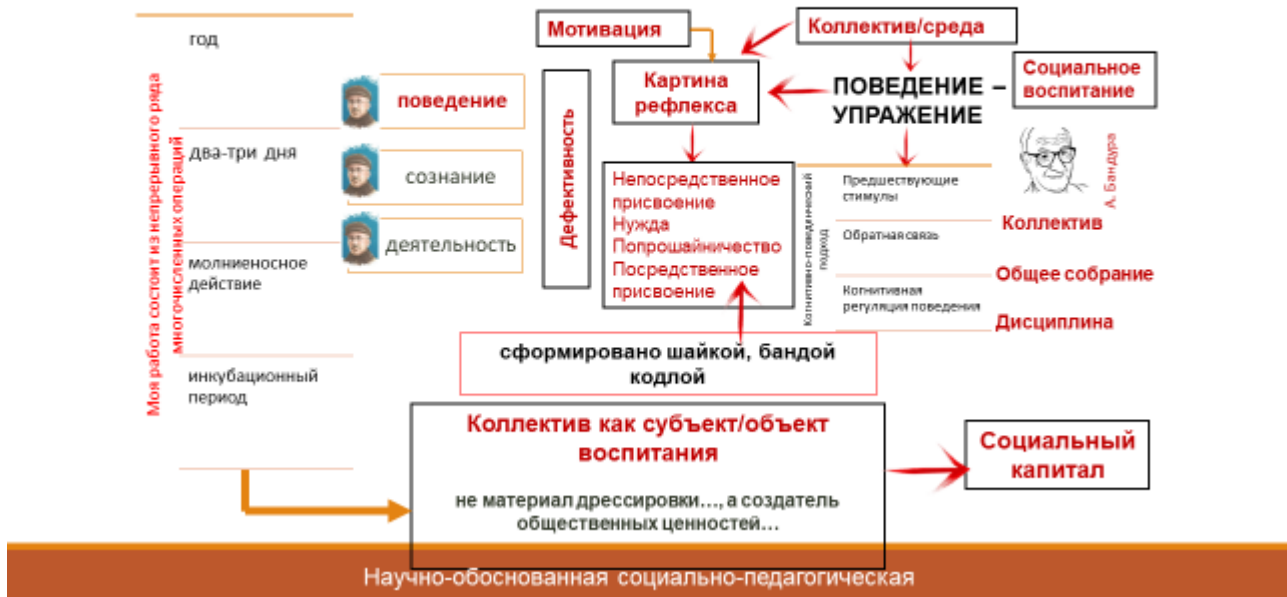 Моя работа состоит из непрерывного ряда
многочисленных операций
год
два-три дня
молниеносное
действие
инкубационный
период
поведение
сознание
деятельность
Мотивация
Коллектив/среда
Дефективность
Картина
рефлекса
ПОВЕДЕНИЕ –
УПРАЖЕНИЕ
Социальное
воспитание
Непосредственное
присвоение
Нужда
Попрошайничество
Посредственное
присвоение
Когнитивно-поведенческий
подход
Предшествующие
стимулы
Обратная связь
Когнитивная
регуляция поведения
А. Бандура
Коллектив
Общее собрание
Дисциплина
сформировано шайкой, бандой
кодлой
Коллектив как субъект/объект
воспитания
не материал дрессировки…, а создатель
общественных ценностей…
Социальный
капитал
Научно-обоснованная социально-педагогическая